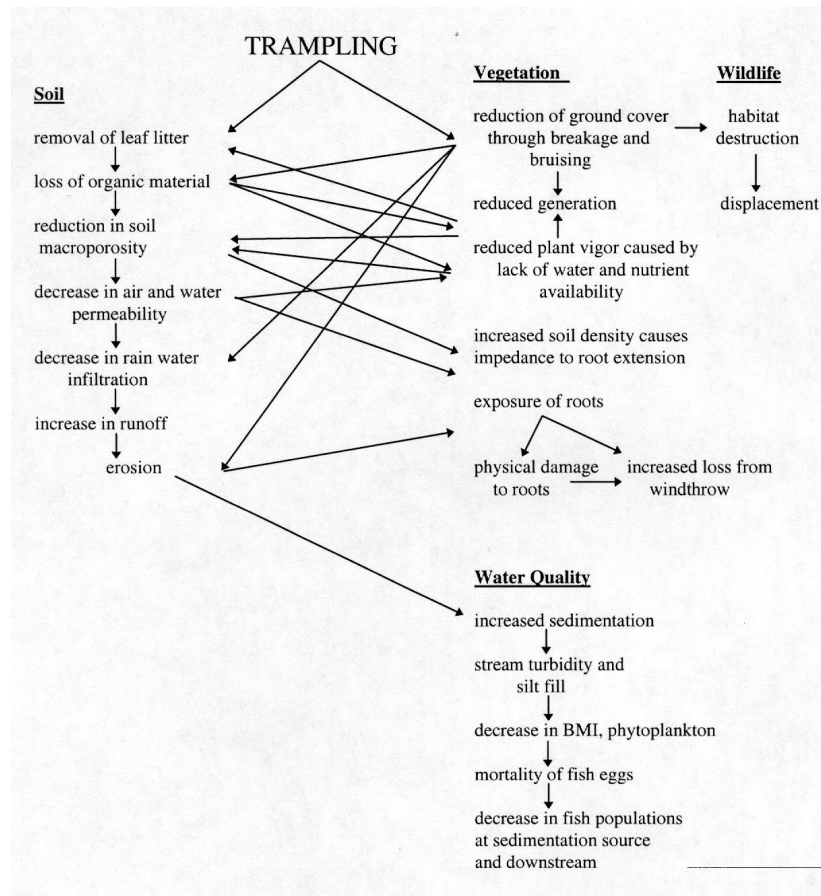 TRAMPLING
Soil
removal of leaf litter
loss of organic material
reduction in soil
macroporosity
decrease in air and water
permeability
decrease in rain water
infiltration
increase in runoff
erosion
Vegetation
reduction of ground cover
through breakage and
bruising
reduced generation
reduced plant vigor caused by
lack of water and nutrient
availability
increased soil density causes
impedance to root extension
exposure of roots
physical damage
to roots
increased loss from
windthrow
Wildlife
habitat
destruction
displacement
Water Quality
increased sedimentation
stream turbidity and
silt fill
decrease in BMI, phytoplankton
mortality of fish eggs
decrease in fish populations
at sedimentation source
and downstream